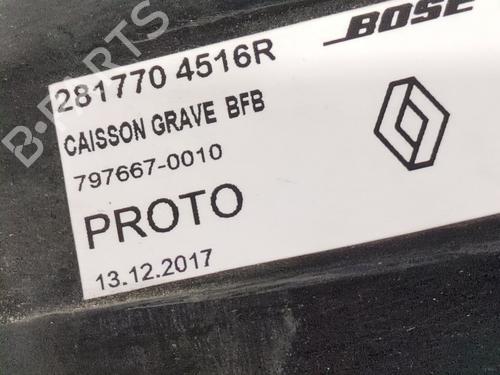 BOSE
281770 4516R
CAISSON GRAVE BFB
797667-0010
PROTO
13.12.2017
B-PARTS